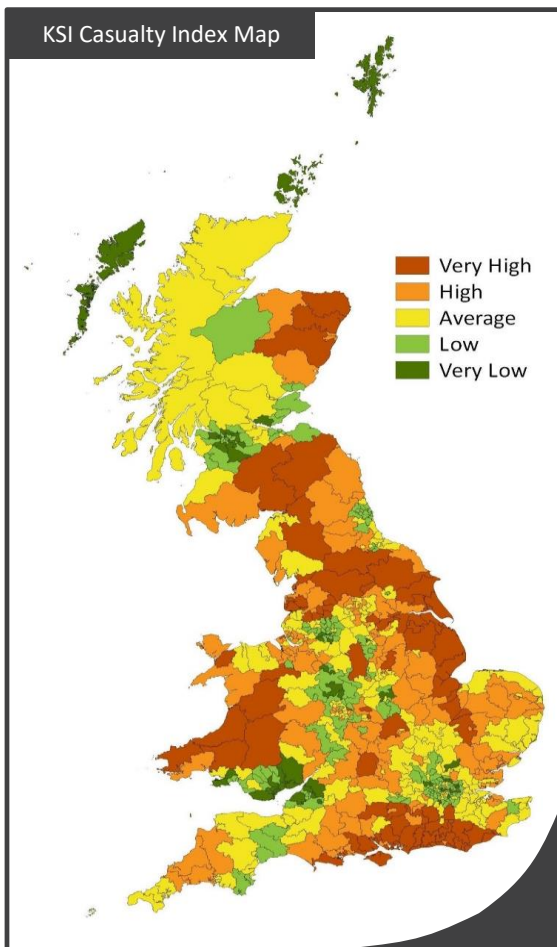 KSI Casualty Index Map
Very High
High
Average
Low
Very Low